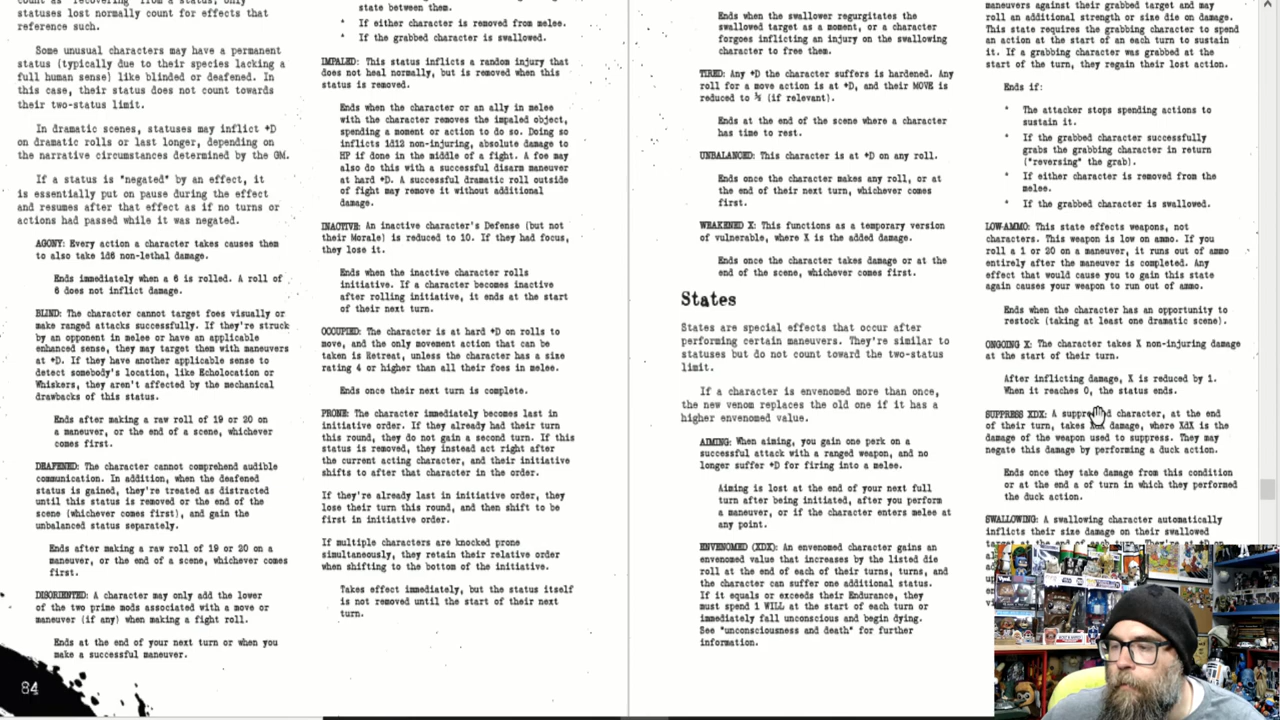 count as "recovering" from a status, only
statuses lost normally count for effects that
reference such.
Some unusual characters may have a permanent
status (typically due to their species lacking a
full human sense) like blinded or deafened. In
this case, their status does not count towards
their two-status limit.
In dramatic scenes, statuses may inflict +D
on dramatic rolls or last longer, depending on
the narrative circumstances determined by the GM.
If a status is "negated" by an effect, it
is essentially put on pause during the effect
and resumes after that effect as if no turns or
actions had passed while it was negated.
AGONY: Every action a character takes causes them
to also take 1d6 non-lethal damage.
Ends immediately when a 6 is rolled. A roll of
6 does not inflict damage.
BLIND: The character cannot target foes visually or
make ranged attacks successfully. If they're struck
by an opponent in melee or have an applicable
enhanced sense, they may target them with maneuvers
at +D. If they have another applicable sense to
detect somebody's location, like Echolocation or
Whiskers, they aren't affected by the mechanical
drawbacks of this status.
Ends after making a raw roll of 19 or 20 on
a maneuver, or the end of a scene, whichever
comes first.
DEAFENED: The character cannot comprehend audible
communication. In addition, when the deafened
status is gained, they're treated as distracted
until this status is removed or the end of the
scene (whichever comes first), and gain the
unbalanced status separately.
Ends after making a raw roll of 19 or 20 on a
maneuver, or the end of a scene, whichever comes
first.
DISORIENTED: A character may only add the lower
of the two prime mods associated with a move or
maneuver (if any) when making a fight roll.
Ends at the end of your next turn or when you
make a successful maneuver.
84
state between them.
* If either character is removed from melee.
* If the grabbed character is swallowed.
IMPALED: This status inflicts a random injury that
does not heal normally, but is removed when this
status is removed.
Ends when the character or an ally in melee
with the character removes the impaled object,
spending a moment or action to do so. Doing so
inflicts 1d12 non-injuring, absolute damage to
HP if done in the middle of a fight. A foe may
also do this with a successful disarm maneuver
at hard +D. A successful dramatic roll outside
of fight may remove it without additional
damage.
INACTIVE: An inactive character's Defense (but not
their Morale) is reduced to 10. If they had focus,
they lose it.
Ends when the inactive character rolls
initiative. If a character becomes inactive
after rolling initiative, it ends at the start
of their next turn.
OCCUPIED: The character is at hard +D on rolls to
move, and the only movement action that can be
taken is Retreat, unless the character has a size
rating 4 or higher than all their foes in melee.
Ends once their next turn is complete.
PRONE: The character immediately becomes last in
initiative order. If they already had their turn
this round, they do not gain a second turn. If this
status is removed, they instead act right after
the current acting character, and their initiative
shifts to after that character in the order.
If they're already last in initiative order, they
lose their turn this round, and then shift to be
first in initiative order.
If multiple characters are knocked prone
simultaneously, they retain their relative order
when shifting to the bottom of the initiative.
Takes effect immediately, but the status itself
is not removed until the start of their next
turn.
Ends when the swallower regurgitates the
swallowed target as a moment, or a character
forgoes inflicting an injury on the swallowing
character to free them.
TIRED: Any +D the character suffers is hardened. Any
roll for a move action is at +D, and their MOVE is
reduced to ½ (if relevant).
Ends at the end of the scene where a character
has time to rest.
UNBALANCED: This character is at +D on any roll.
Ends once the character makes any roll, or at
the end of their next turn, whichever comes
first.
WEAKENED X: This functions as a temporary version
of vulnerable, where X is the added damage.
Ends once the character takes damage or at the
end of the scene, whichever comes first.
States
States are special effects that occur after
performing certain maneuvers. They're similar to
statuses but do not count toward the two-status
limit.
If a character is envenomed more than once,
the new venom replaces the old one if it has a
higher envenomed value.
AIMING: When aiming, you gain one perk on a
successful attack with a ranged weapon, and no
longer suffer +D for firing into a melee.
Aiming is lost at the end of your next full
turn after being initiated, after you perform
a maneuver, or if the character enters melee at
any point.
ENVENOMED (XDX): An envenomed character gains an
envenomed value that increases by the listed die
roll at the end of each of their turns, turns, and
the character can suffer one additional status.
If it equals or exceeds their Endurance, they
must spend 1 WILL at the start of each turn or
immediately fall unconscious and begin dying.
See "unconsciousness and death" for further
information.
maneuvers against their grabbed target and may
roll an additional strength or size die on damage.
This state requires the grabbing character to spend
an action at the start of an each turn to sustain
it. If a grabbing character was grabbed at the
start of the turn, they regain their lost action.
Ends if:
* The attacker stops spending actions to
sustain it.
* If the grabbed character successfully
grabs the grabbing character in return
("reversing" the grab).
* If either character is removed from the
melee.
* If the grabbed character is swallowed.
LOW-AMMO: This state effects weapons, not
characters. This weapon is low on ammo. If you
roll a 1 or 20 on a maneuver, it runs out of ammo
entirely after the maneuver is completed. Any
effect that would cause you to gain this state
again causes your weapon to run out of ammo.
Ends when the character has an opportunity to
restock (taking at least one dramatic scene).
ONGOING X: The character takes X non-injuring damage
at the start of their turn.
After inflicting damage, X is reduced by 1.
When it reaches 0, the status ends.
SUPPRESS XDX: A suppressed character, at the end
of their turn, takes XdX damage, where XdX is the
damage of the weapon used to suppress. They may
negate this damage by performing a duck action.
Ends once they take damage from this condition
or at the end a of turn in which they performed
the duck action.
SWALLOWING: A swallowing character automatically
inflicts their size damage on their swallowed